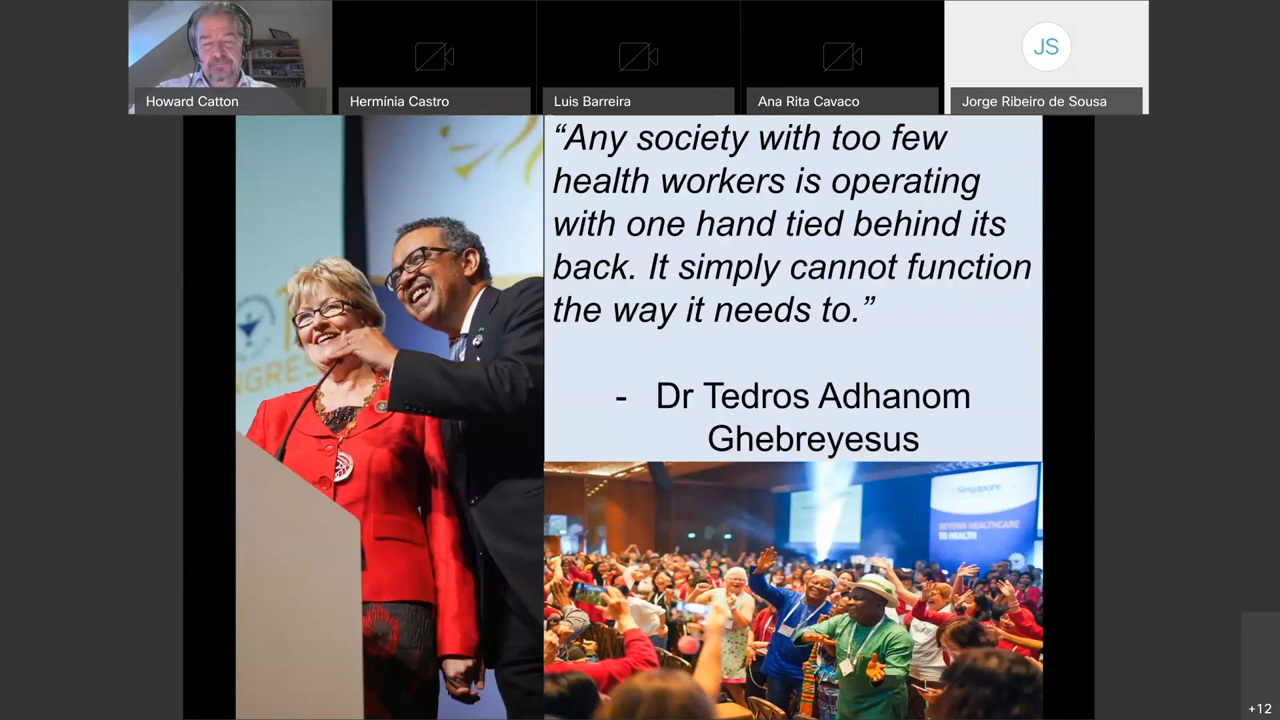 Howard Catton
Hermínia Castro
Luis Barreira
Ana Rita Cavaco
JS
Jorge Ribeiro de Sousa
“Any society with too few
health workers is operating
with one hand tied behind its
back. It simply cannot function
the way it needs to.”
- Dr Tedros Adhanom
Ghebreyesus
NGRES
Singapore
BEYOND HEALTHCARE
TO HEALTH
+12